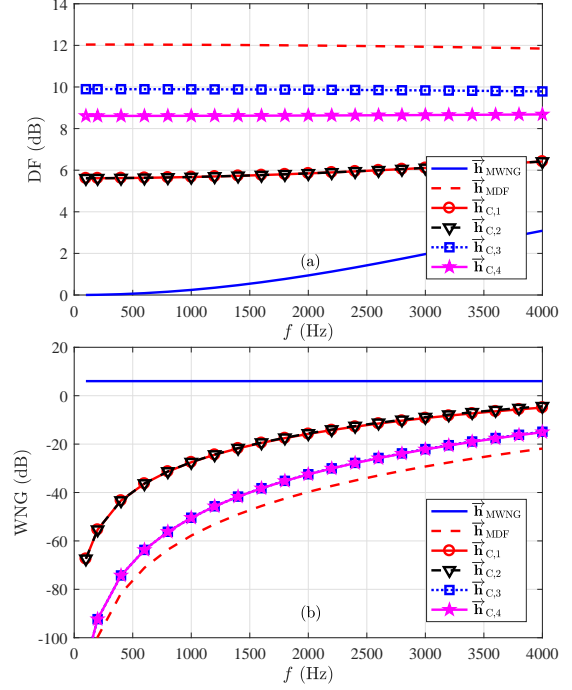 14
12
10
8
6
4
2
0
DF (dB)
h⃗MWNG
h⃗MDF
h⃗C,1
h⃗C,2
h⃗C,3
h⃗C,4
(a)
0 500 1000 1500 2000 2500 3000 3500 4000
f (Hz)
20
0
-20
-40
-60
-80
-100
WNG (dB)
h⃗MWNG
h⃗MDF
h⃗C,1
h⃗C,2
h⃗C,3
h⃗C,4
(b)
0 500 1000 1500 2000 2500 3000 3500 4000
f (Hz)